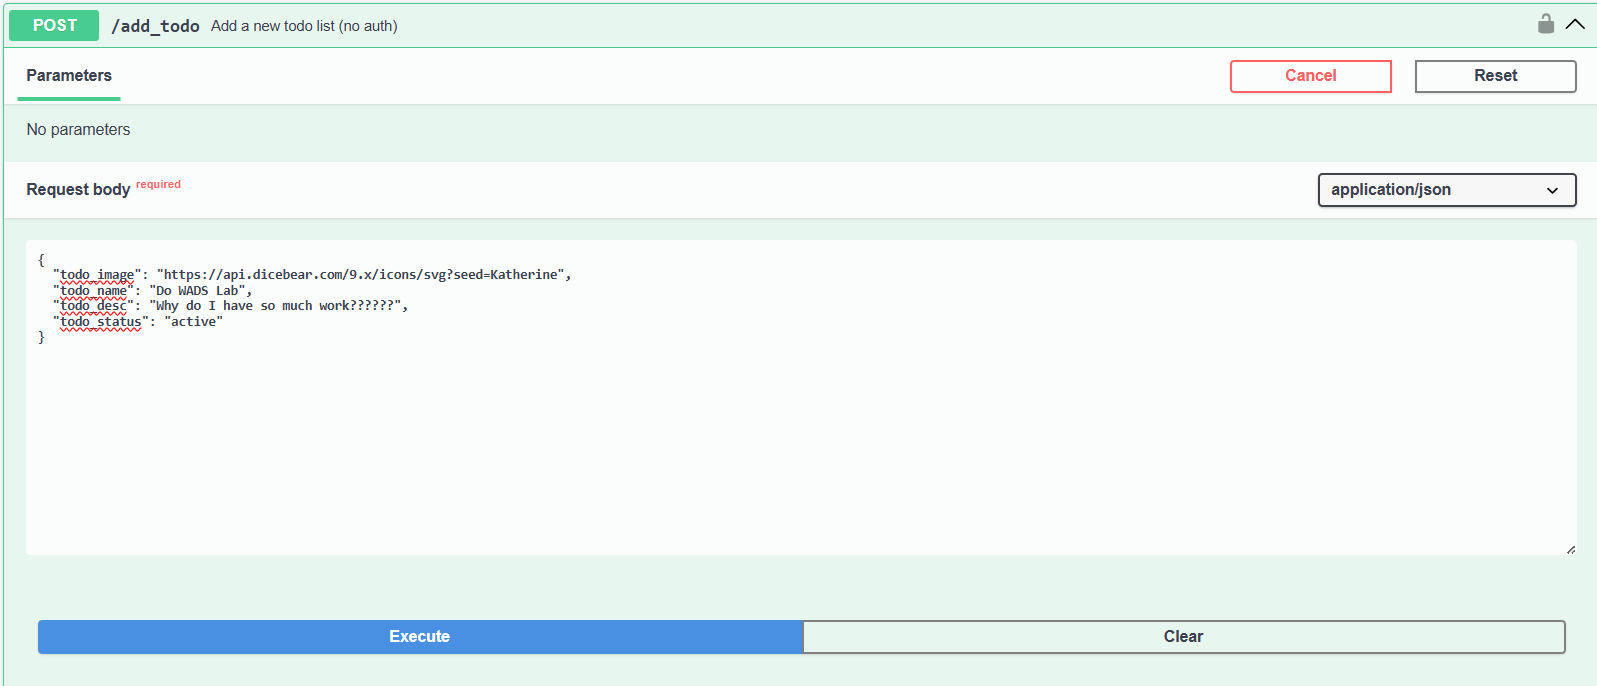 POST /add_todo Add a new todo list (no auth)
Parameters
Cancel
Reset
No parameters
Request body required
application/json
{
"todo_image": "https://api.dicebear.com/9.x/icons/svg?seed=Katherine",
"todo_name": "Do WADS Lab",
"todo_desc": "Why do I have so much work??????",
"todo_status": "active"
}
Execute
Clear